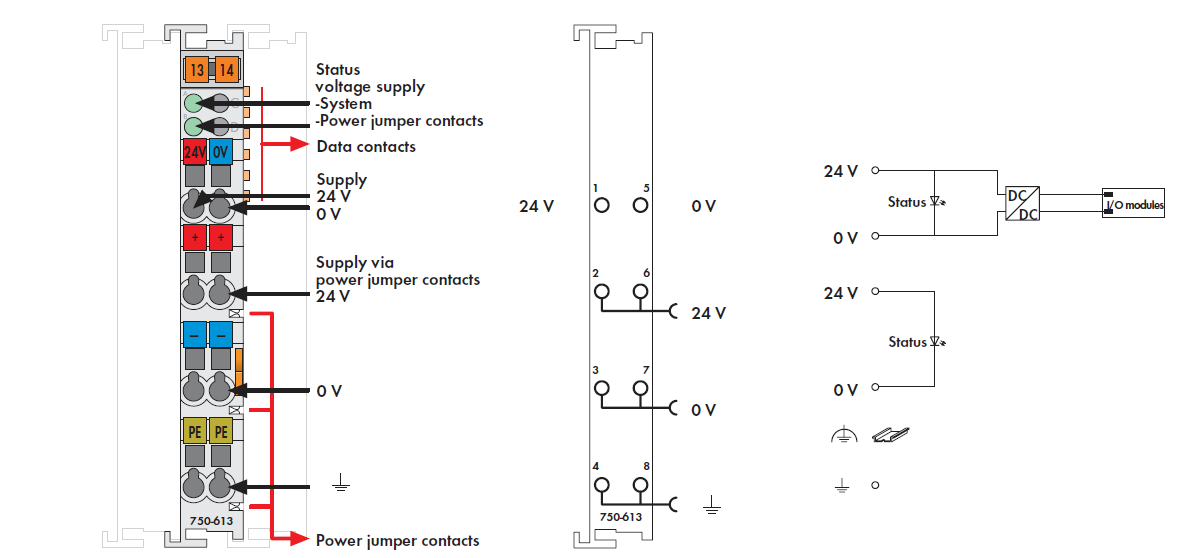 13 14
Status
voltage supply
-System
-Power jumper contacts
A C
B D
24V 0V
Data contacts
Supply
24 V
0 V
+ +
Supply via
power jumper contacts
24 V
− −
0 V
PE PE
750-613
Power jumper contacts
1 5
24 V 0 V
2 6
24 V
3 7
0 V
4 8
750-613
24 V
Status
DC
DC
I/O modules
0 V
24 V
Status
0 V